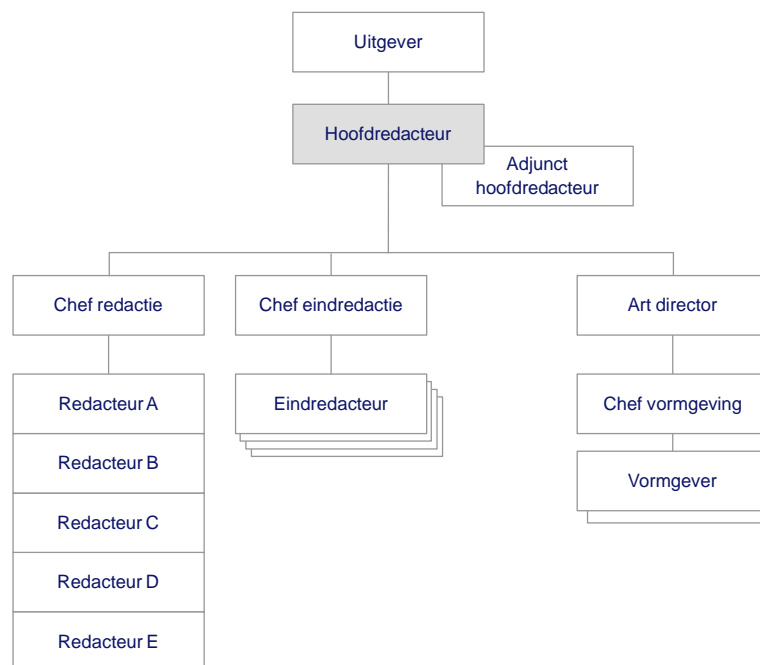 Uitgever
Hoofdredacteur
Adjunct
hoofdredacteur
Chef redactie
Chef eindredactie
Art director
Redacteur A
Eindredacteur
Chef vormgeving
Redacteur B
Vormgever
Redacteur C
Redacteur D
Redacteur E